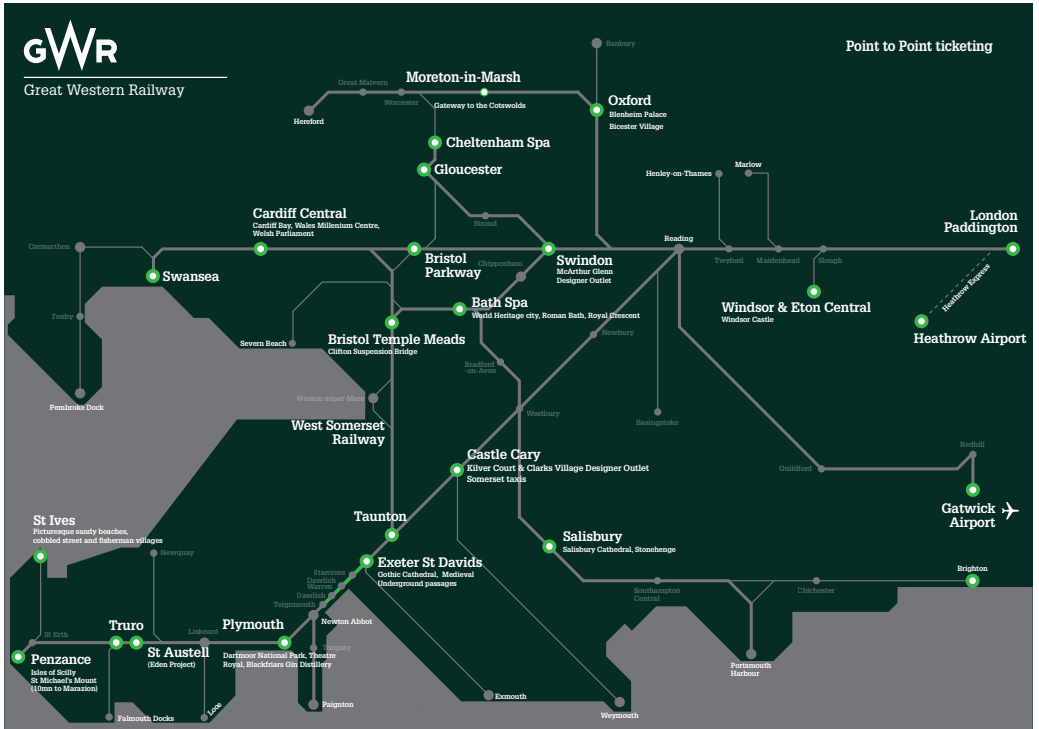 GWR
Great Western Railway
Point to Point ticketing
Banbury
Moreton-in-Marsh
Gateway to the Cotswolds
Great Malvern
Worcester
Hereford
Oxford
Blenheim Palace
Bicester Village
Cheltenham Spa
Gloucester
Stroud
Henley-on-Thames
Marlow
Cardiff Central
Cardiff Bay, Wales Millenium Centre,
Welsh Parliament
Carmarthen
Swansea
Bristol
Parkway
Chippenham
Swindon
McArthur Glenn
Designer Outlet
Reading
Twyford
Maidenhead
Slough
London
Paddington
Heathrow Express
Windsor & Eton Central
Windsor Castle
Heathrow Airport
Tenby
Pembroke Dock
Severn Beach
Bath Spa
World Heritage city, Roman Bath, Royal Crescent
Bristol Temple Meads
Clifton Suspension Bridge
Newbury
Bradford
-on-Avon
Weston-super-Mare
Westbury
Basingstoke
West Somerset
Railway
Castle Cary
Kilver Court & Clarks Village Designer Outlet
Somerset taxis
Guildford
Redhill
Gatwick
Airport
Taunton
St Ives
Picturesque sandy beaches,
cobbled street and fisherman villages
Newquay
Salisbury
Salisbury Cathedral, Stonehenge
Exeter St Davids
Gothic Cathedral, Medieval
Underground passages
Starcross
Dawlish
Warren
Dawlish
Teignmouth
Newton Abbot
Southampton
Central
Chichester
Brighton
St Erth
Truro
St Austell
(Eden Project)
Liskeard
Plymouth
Dartmoor National Park, Theatre
Royal, Blackfriars Gin Distillery
Torquay
Penzance
Isles of Scilly
St Michael's Mount
(10mn to Marazion)
Portsmouth
Harbour
Falmouth Docks
Looe
Paignton
Exmouth
Weymouth